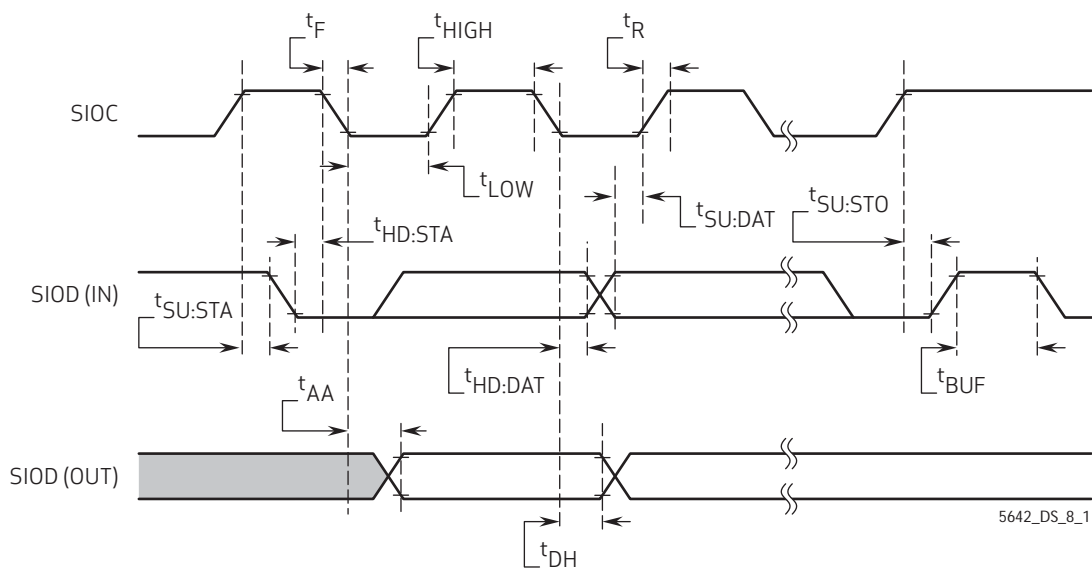 tF
tHIGH
tR
SIOC
tLOW
tSU:DAT
tSU:STO
tHD:STA
SIOD (IN)
tSU:STA
tHD:DAT
tBUF
tAA
SIOD (OUT)
5642_DS_8_1
tDH